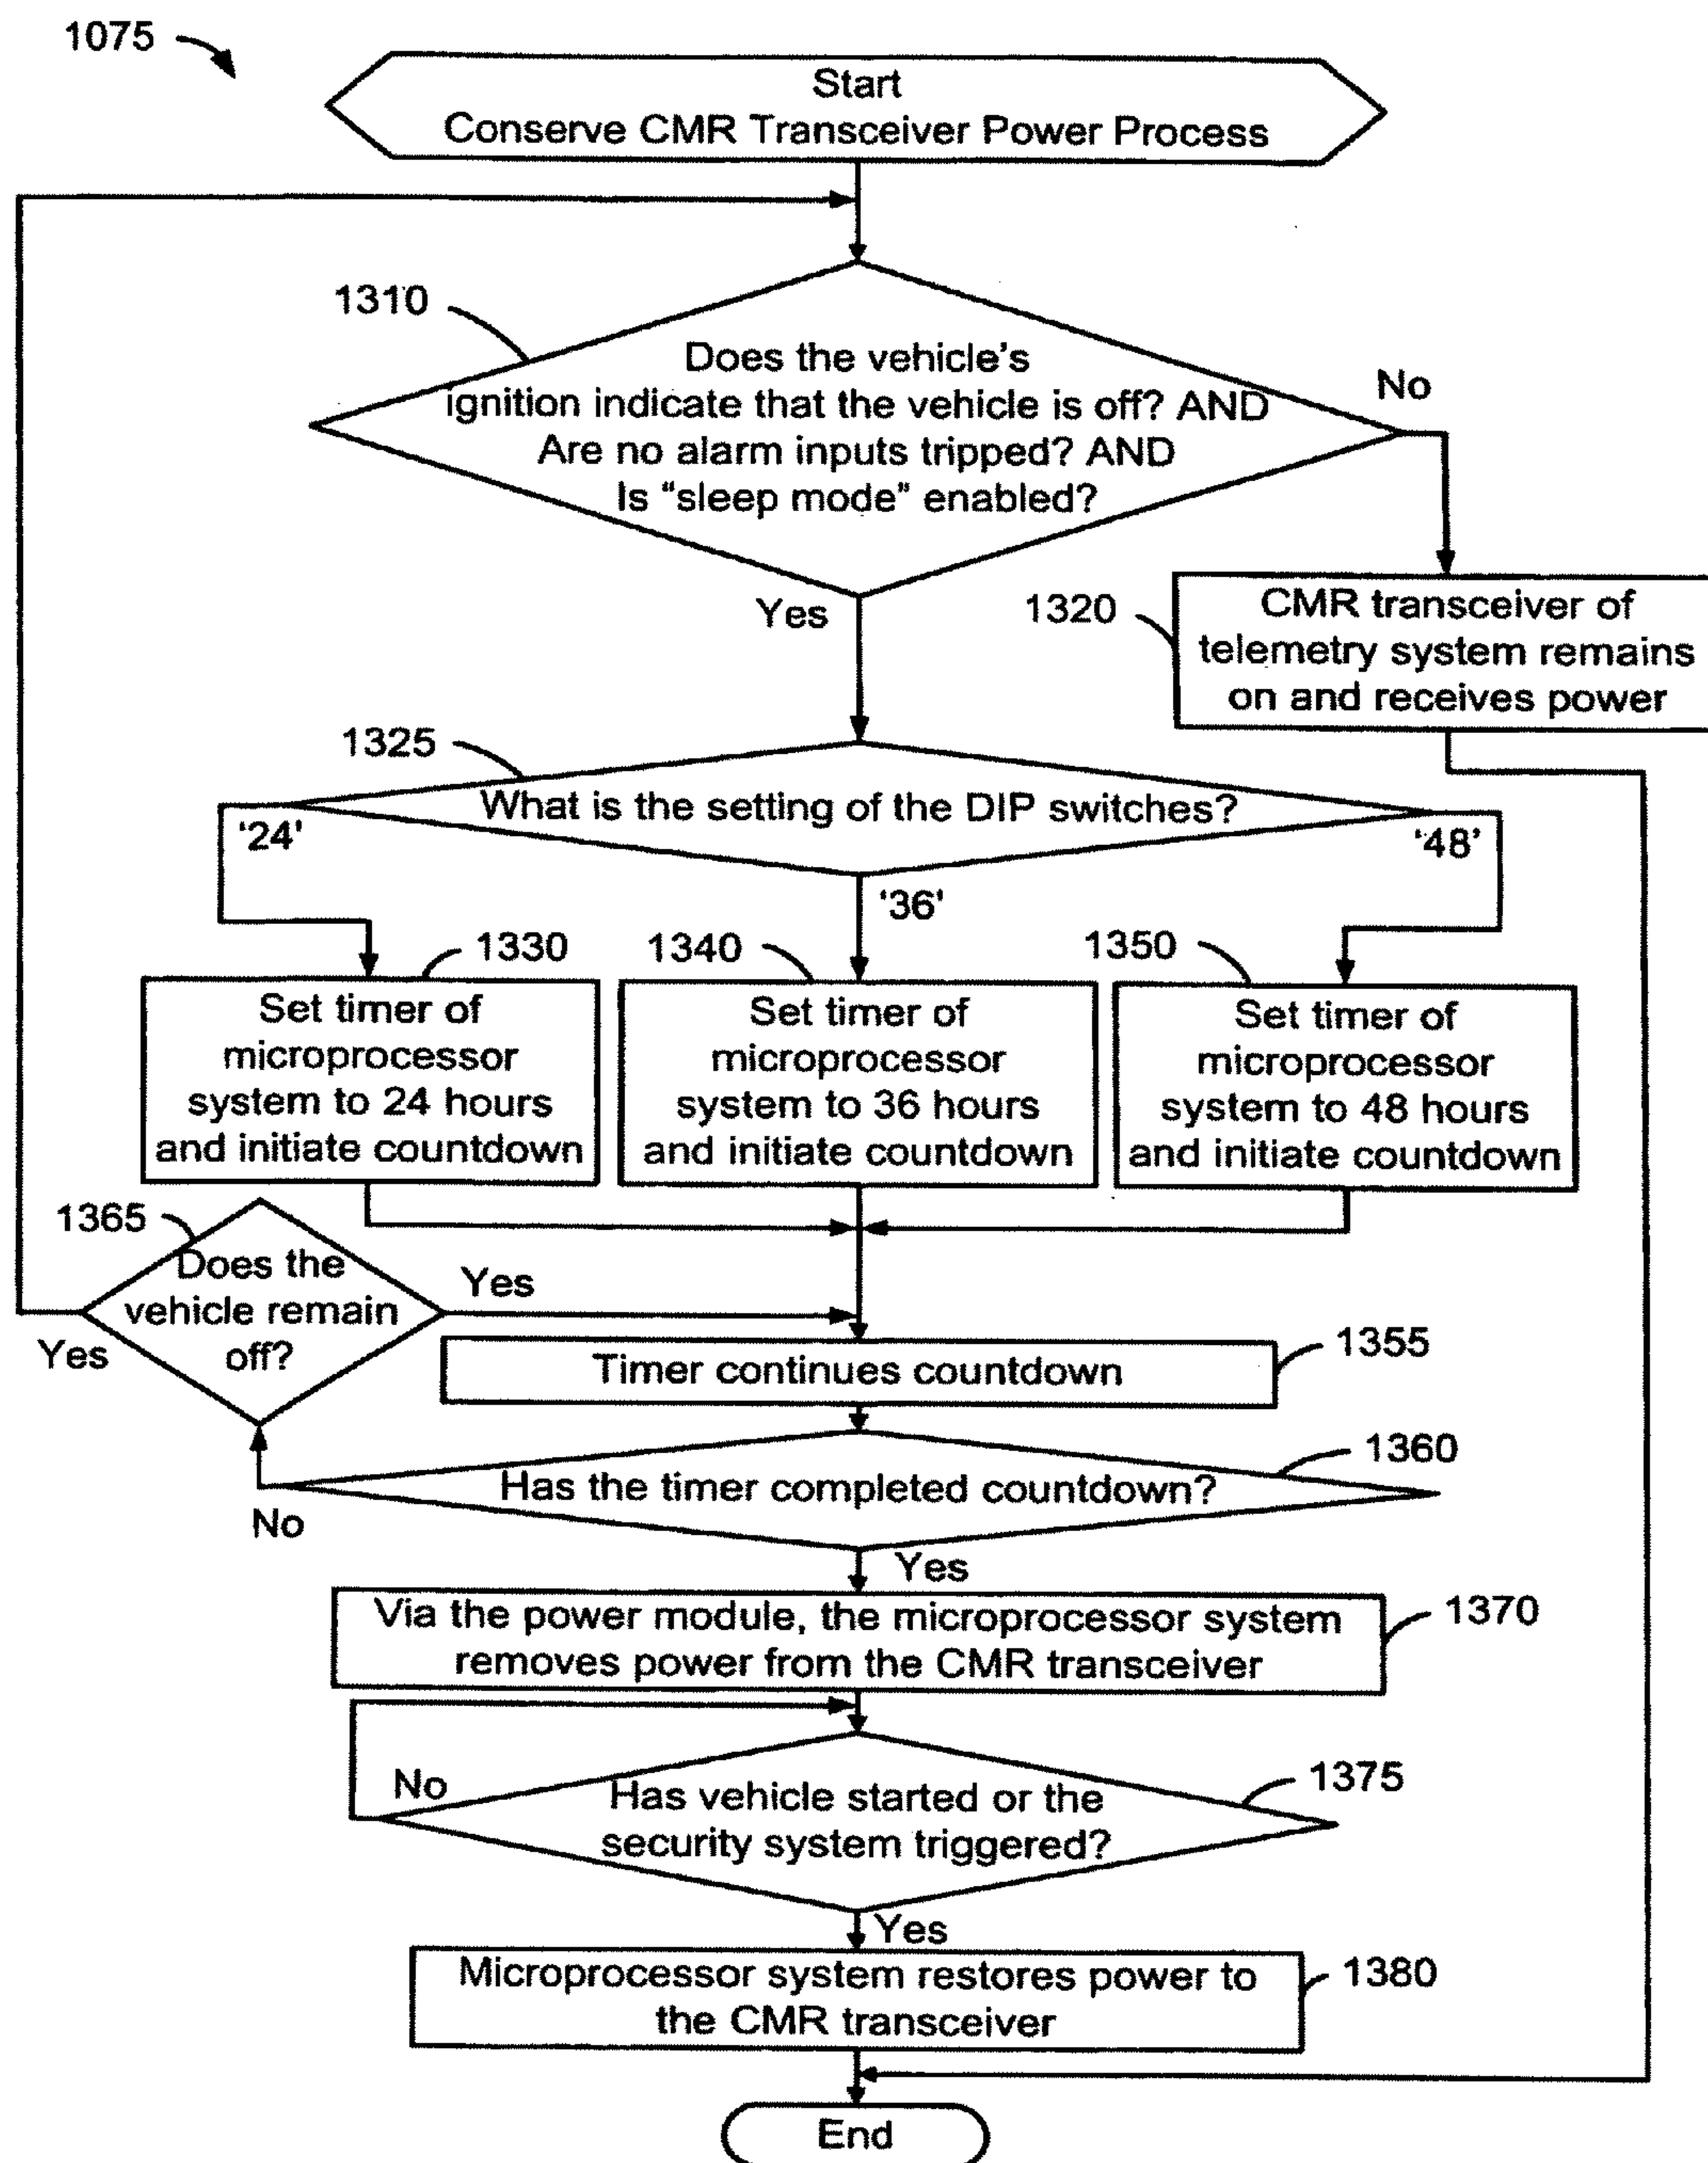 1075
Start
Conserve CMR Transceiver Power Process
1310
Does the vehicle's
ignition indicate that the vehicle is off? AND
Are no alarm inputs tripped? AND
Is “sleep mode” enabled?
No
Yes
1320
CMR transceiver of
telemetry system remains
on and receives power
1325
What is the setting of the DIP switches?
‘24’
‘36’
‘48’
1330
Set timer of
microprocessor
system to 24 hours
and initiate countdown
1340
Set timer of
microprocessor
system to 36 hours
and initiate countdown
1350
Set timer of
microprocessor
system to 48 hours
and initiate countdown
1365
Does the
vehicle remain
off?
Yes
Yes
1355
Timer continues countdown
1360
Has the timer completed countdown?
No
Yes
1370
Via the power module, the microprocessor system
removes power from the CMR transceiver
1375
No
Has vehicle started or the
security system triggered?
Yes
1380
Microprocessor system restores power to
the CMR transceiver
End